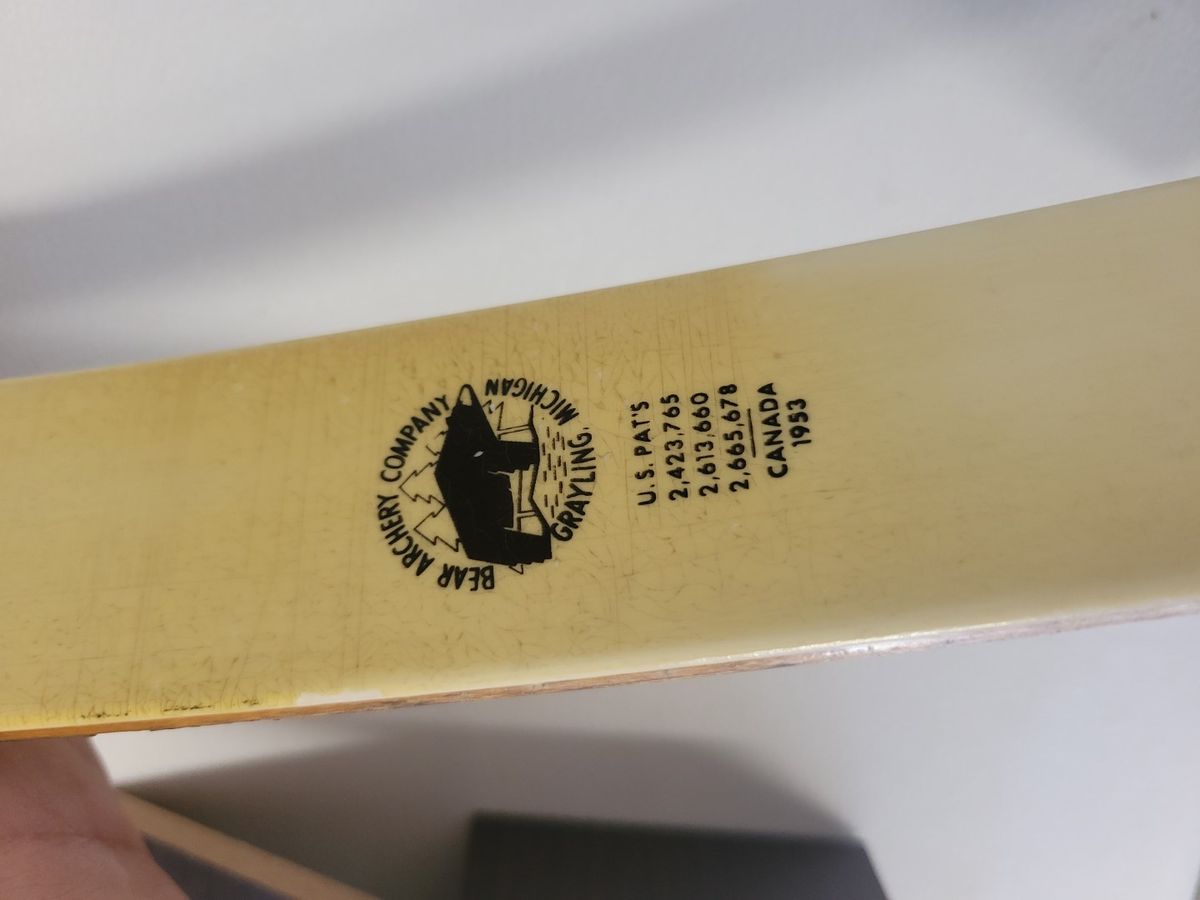 BEAR ARCHERY COMPANY
GRAYLING, MICHIGAN
U.S. PAT'S
2,423,765
2,613,660
2,665,678
CANADA
1953